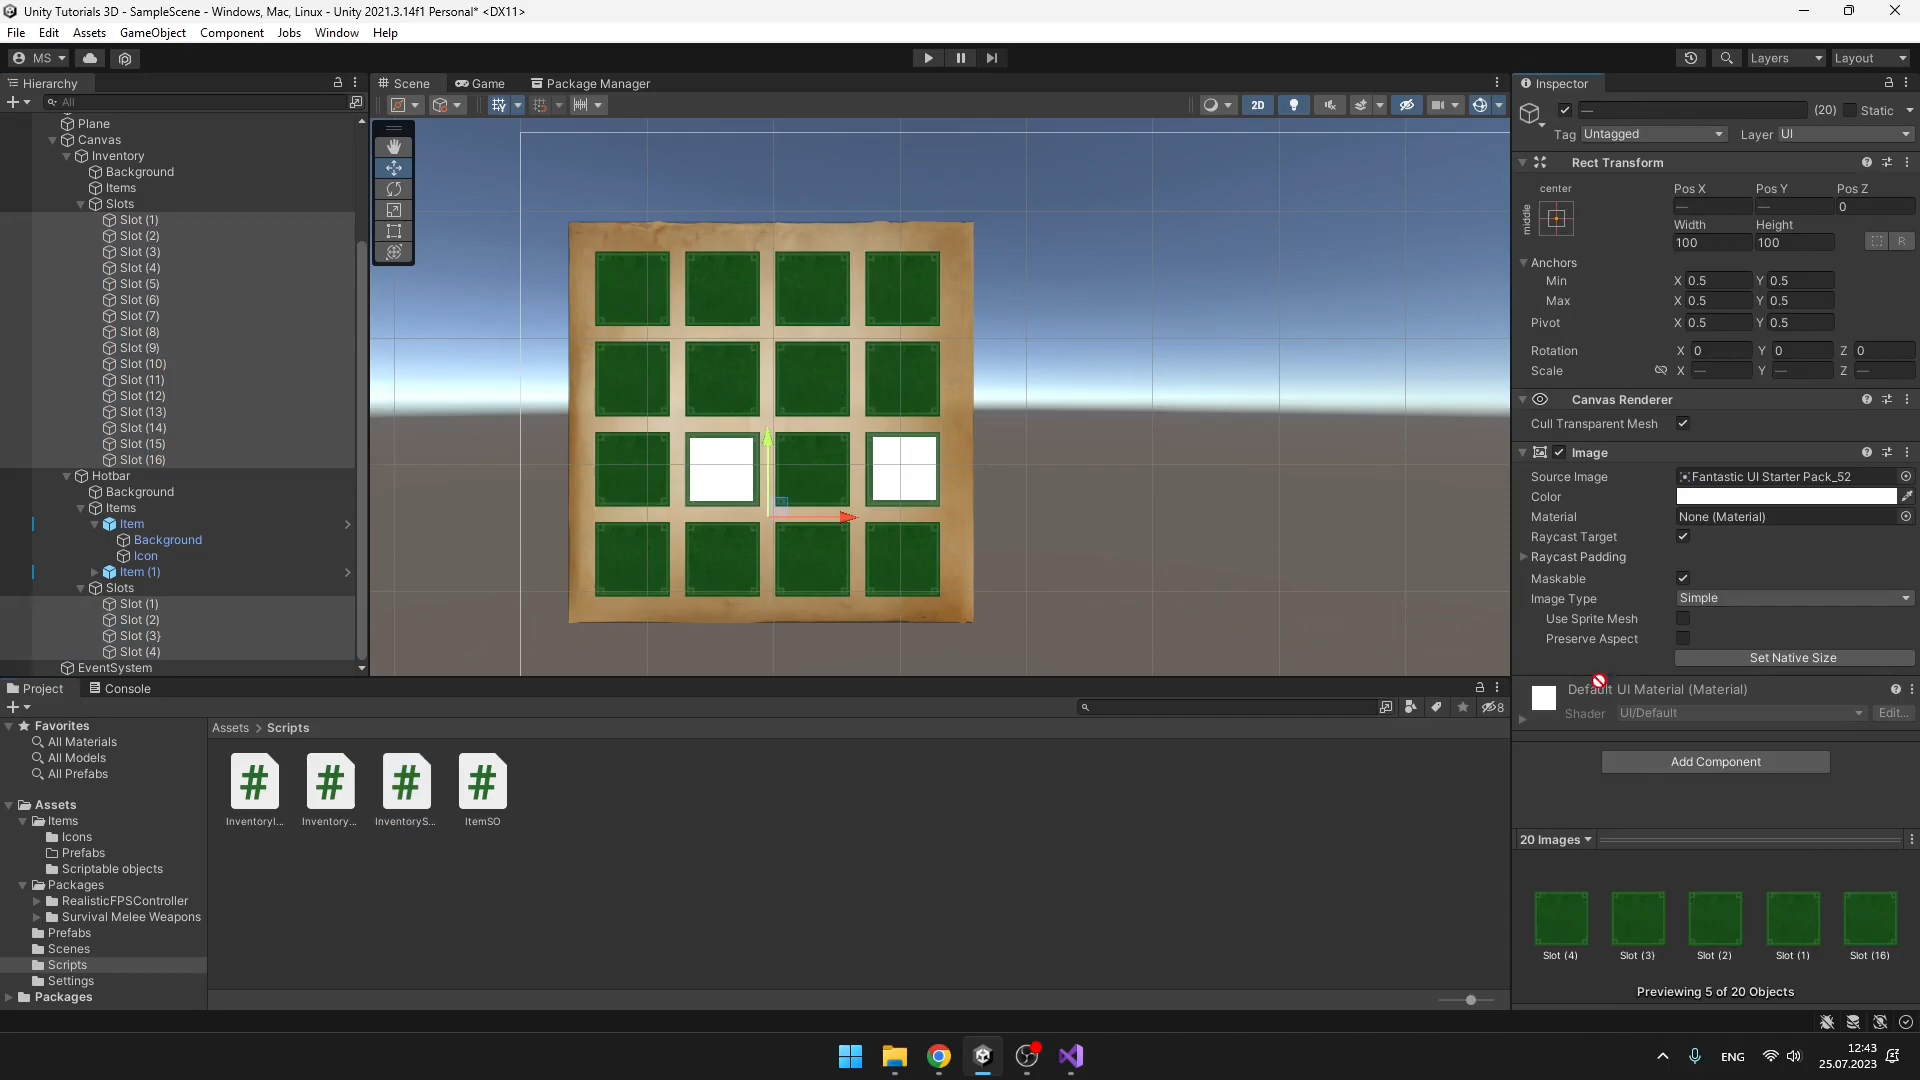 Unity Tutorials 3D - SampleScene - Windows, Mac, Linux - Unity 2021.3.14f1 Personal* <DX11>
File Edit Assets GameObject Component Jobs Window Help
MS Layers Layout
Hierarchy
All
Plane
Canvas
Inventory
Background
Items
Slots
Slot (1)
Slot (2)
Slot (3)
Slot (4)
Slot (5)
Slot (6)
Slot (7)
Slot (8)
Slot (9)
Slot (10)
Slot (11)
Slot (12)
Slot (13)
Slot (14)
Slot (15)
Slot (16)
Hotbar
Background
Items
Item
Background
Icon
Item (1)
Slots
Slot (1)
Slot (2)
Slot (3}
Slot (4)
EventSystem
Scene Game Package Manager
2D
Inspector
— (20) Static
Tag Untagged Layer UI
Rect Transform
center Pos X Pos Y Pos Z
middle — — 0
Width Height
100 100 R
Anchors
Min X 0.5 Y 0.5
Max X 0.5 Y 0.5
Pivot X 0.5 Y 0.5
Rotation X 0 Y 0 Z 0
Scale X — Y — Z —
Canvas Renderer
Cull Transparent Mesh
Image
Source Image Fantastic UI Starter Pack_52
Color
Material None (Material)
Raycast Target
Raycast Padding
Maskable
Image Type Simple
Use Sprite Mesh
Preserve Aspect
Set Native Size
Default UI Material (Material)
Shader UI/Default Edit...
Add Component
20 Images
Slot (4) Slot (3) Slot (2) Slot (1) Slot (16)
Previewing 5 of 20 Objects
Project Console
8
Favorites
All Materials
All Models
All Prefabs
Assets
Items
Icons
Prefabs
Scriptable objects
Packages
RealisticFPSController
Survival Melee Weapons
Prefabs
Scenes
Scripts
Settings
Packages
Assets > Scripts
InventoryI... Inventory... InventoryS... ItemSO
ENG 12:43
25.07.2023